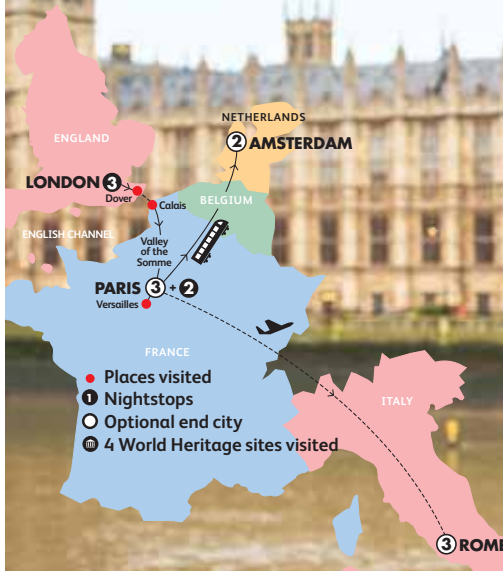 NETHERLANDS
2 AMSTERDAM
ENGLAND
LONDON 3
Dover
Calais
BELGIUM
ENGLISH CHANNEL
Valley
of the
Somme
PARIS 3 + 2
Versailles
FRANCE
Places visited
1 Nightstops
Optional end city
4 World Heritage sites visited
ITALY
3 ROME